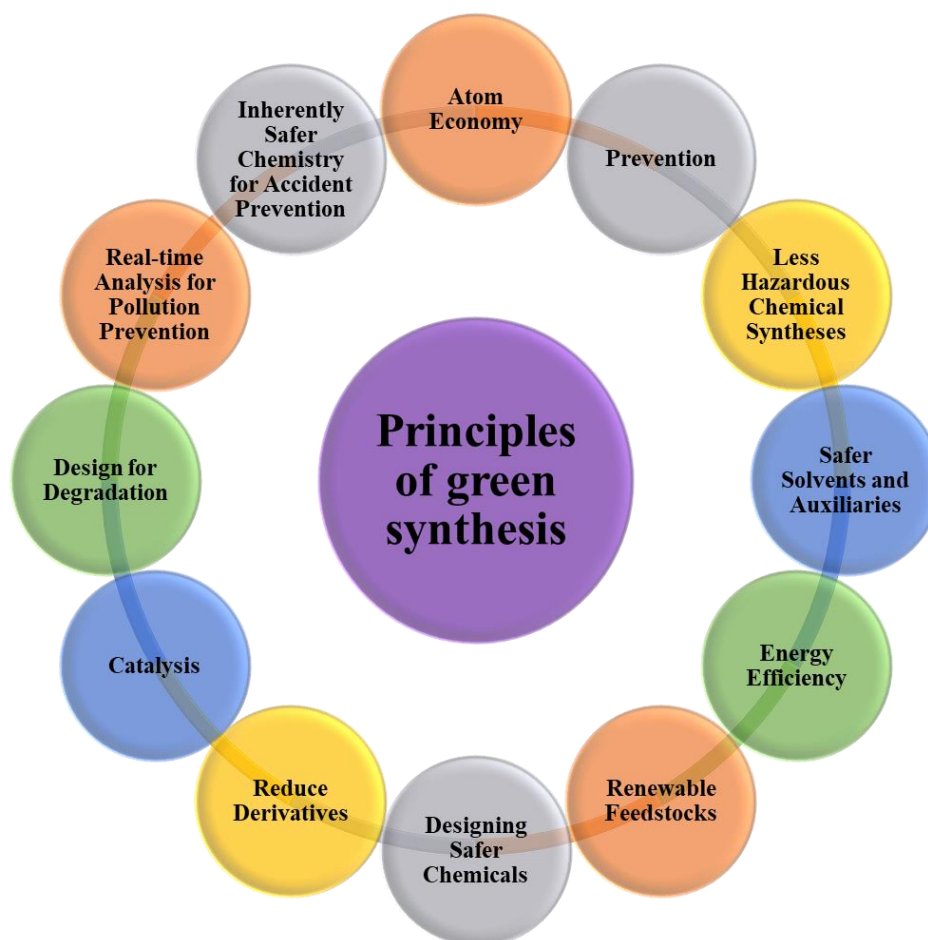 Atom
Economy
Prevention
Less
Hazardous
Chemical
Syntheses
Safer
Solvents and
Auxiliaries
Energy
Efficiency
Renewable
Feedstocks
Designing
Safer
Chemicals
Reduce
Derivatives
Catalysis
Design for
Degradation
Real-time
Analysis for
Pollution
Prevention
Inherently
Safer
Chemistry
for Accident
Prevention
Principles
of green
synthesis